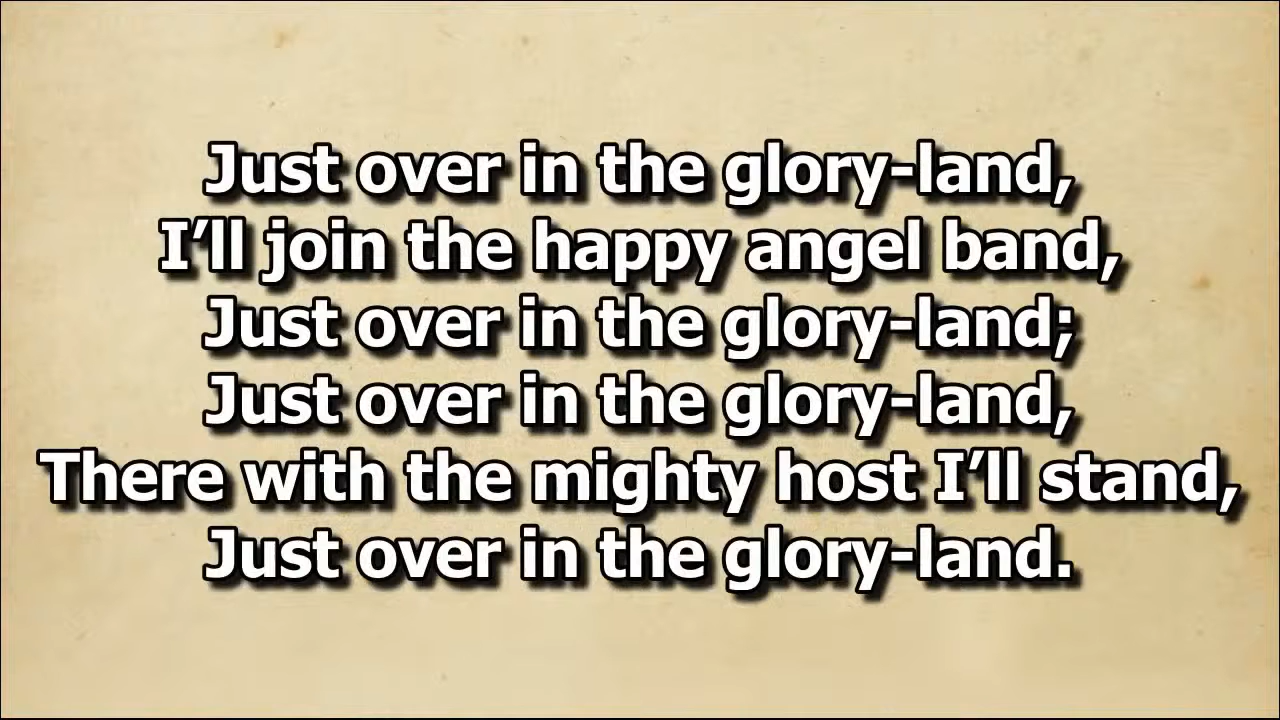 Just over in the glory-land,
I’ll join the happy angel band,
Just over in the glory-land;
Just over in the glory-land,
There with the mighty host I’ll stand,
Just over in the glory-land.